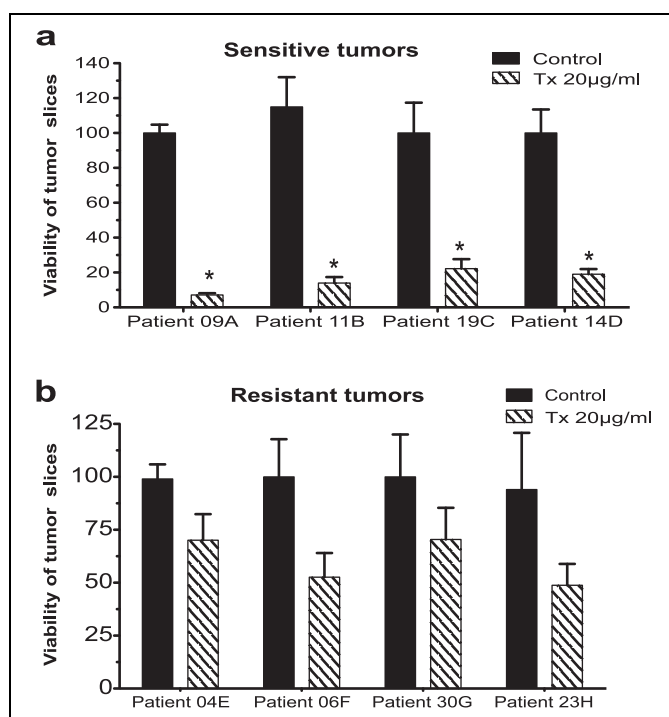 a
Sensitive tumors
Control
Tx 20µg/ml
Viability of tumor slices
140
120
100
80
60
40
20
0
*
*
*
*
Patient 09A Patient 11B Patient 19C Patient 14D
b
Resistant tumors
Control
Tx 20µg/ml
Viability of tumor slices
125
100
75
50
25
0
Patient 04E Patient 06F Patient 30G Patient 23H